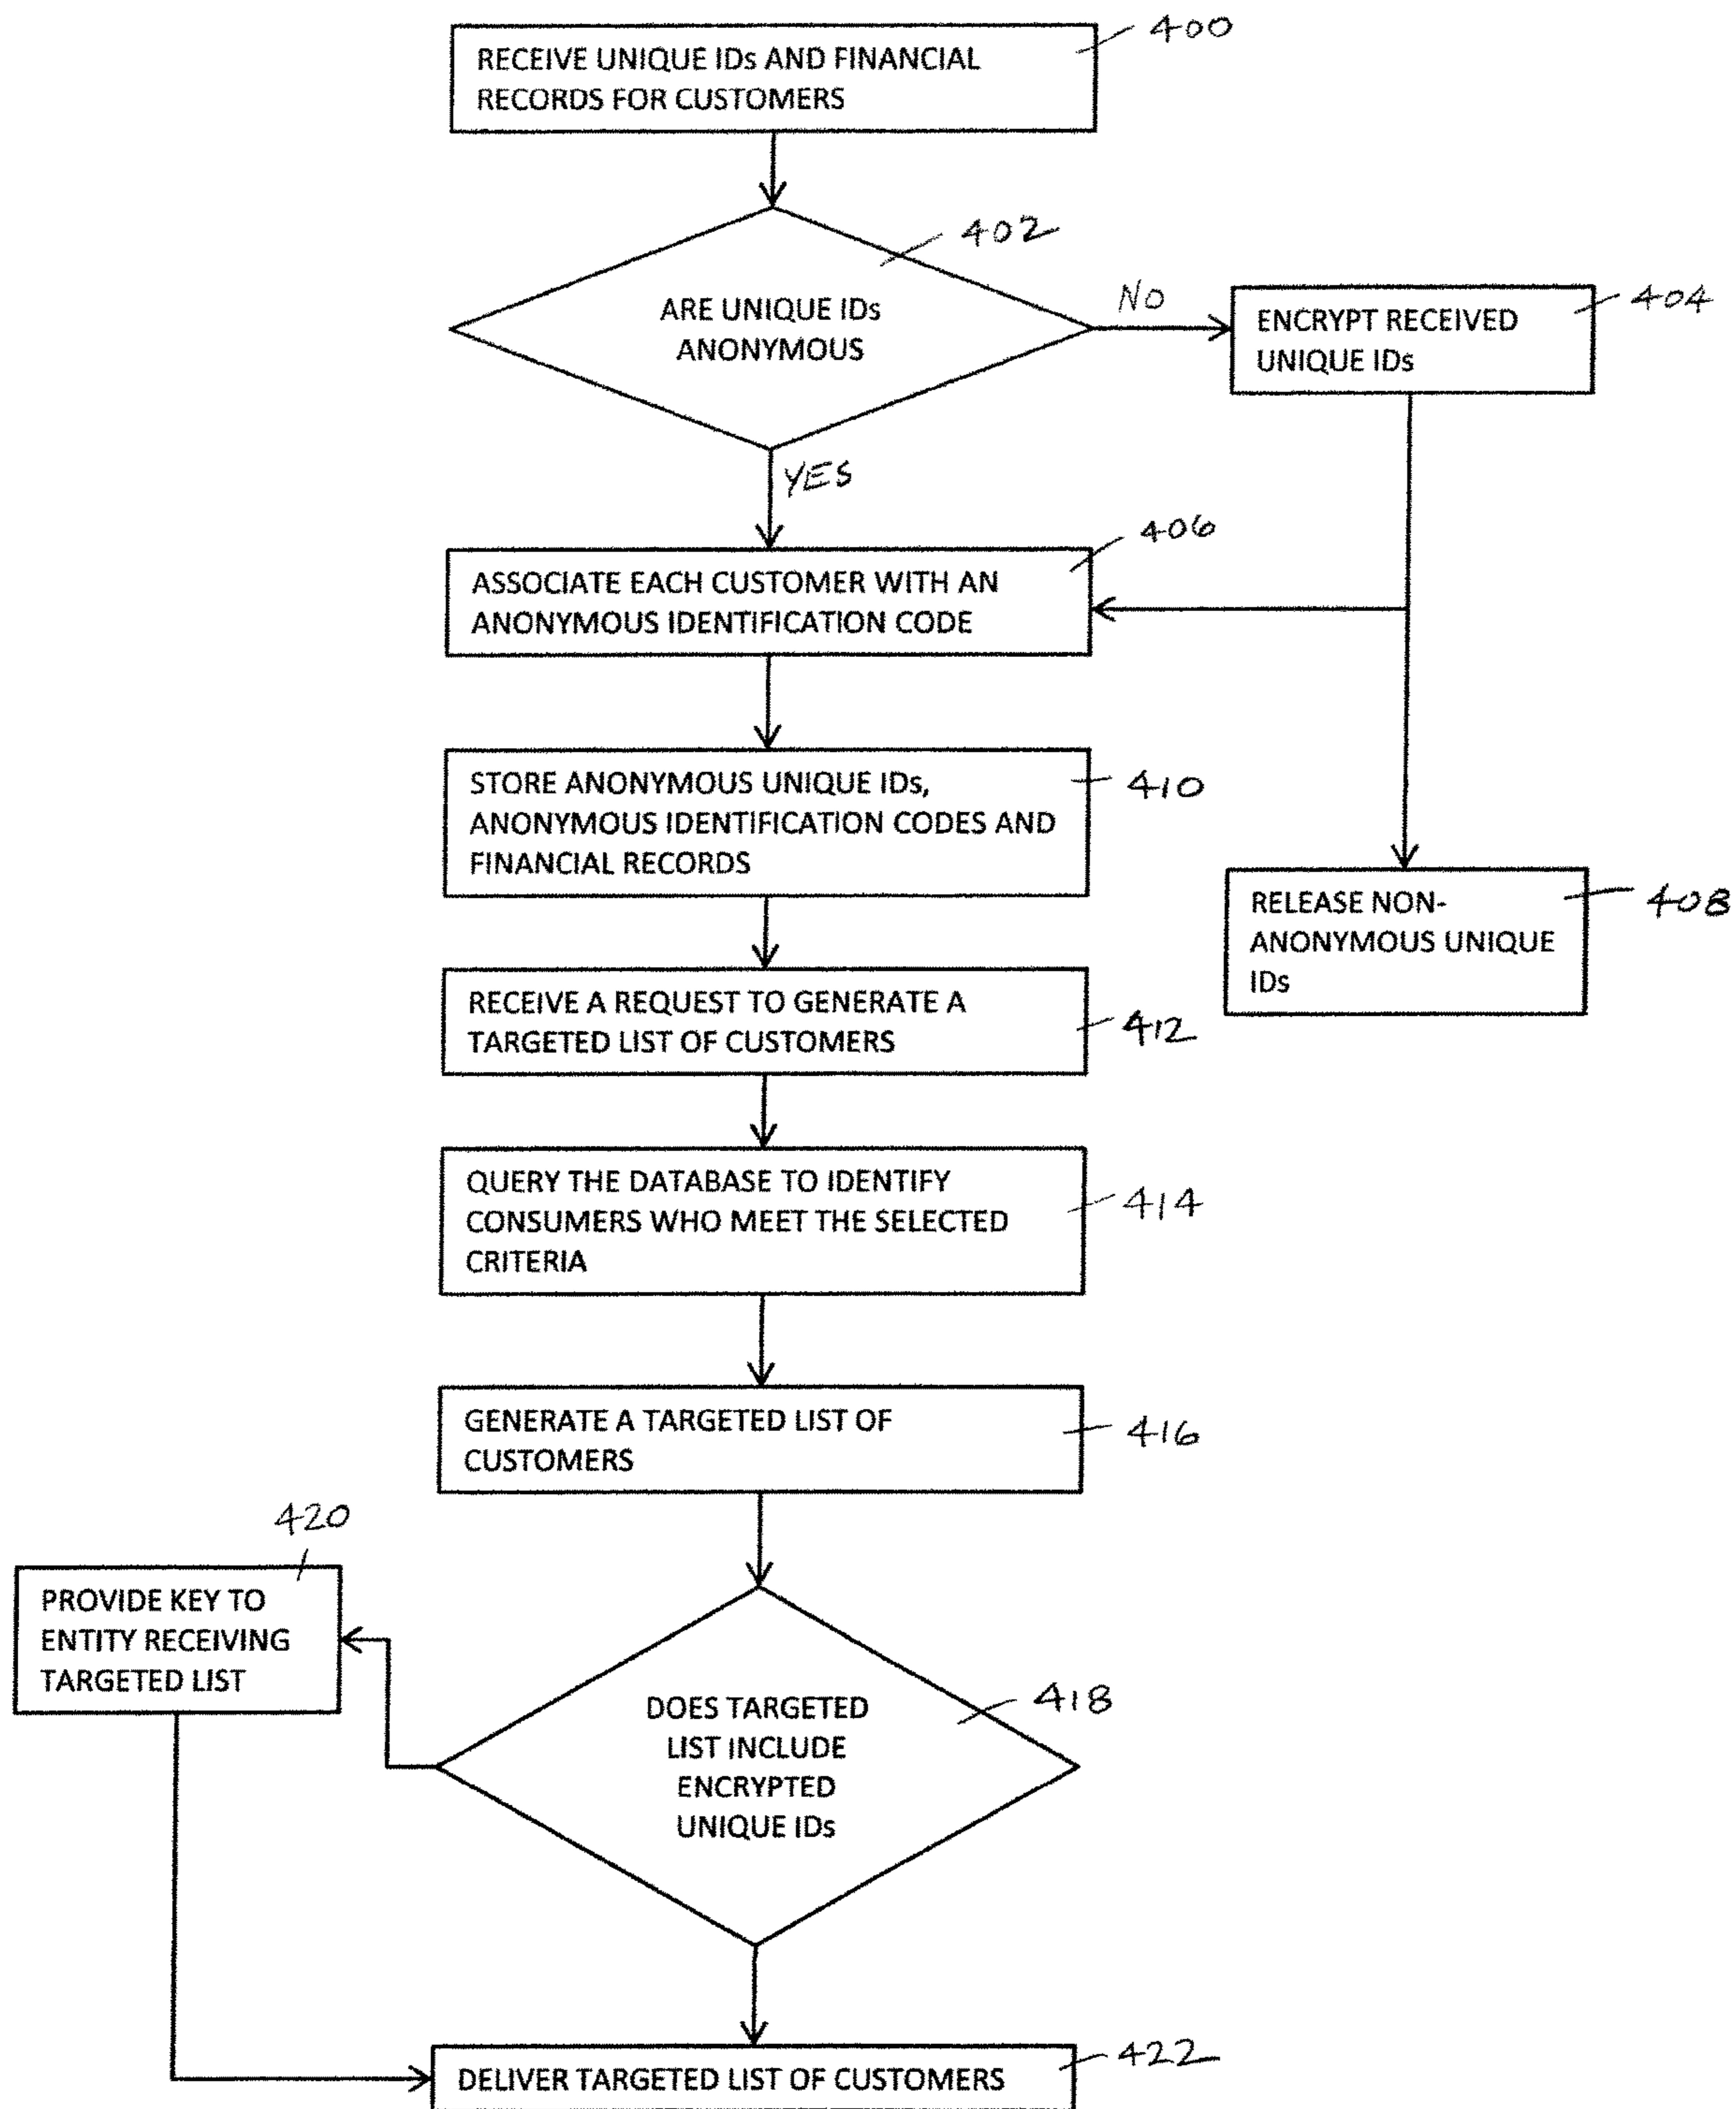 400
RECEIVE UNIQUE IDs AND FINANCIAL
RECORDS FOR CUSTOMERS
402
ARE UNIQUE IDs
ANONYMOUS
NO
404
ENCRYPT RECEIVED
UNIQUE IDs
YES
406
ASSOCIATE EACH CUSTOMER WITH AN
ANONYMOUS IDENTIFICATION CODE
410
STORE ANONYMOUS UNIQUE IDs,
ANONYMOUS IDENTIFICATION CODES AND
FINANCIAL RECORDS
408
RELEASE NON-
ANONYMOUS UNIQUE
IDs
412
RECEIVE A REQUEST TO GENERATE A
TARGETED LIST OF CUSTOMERS
414
QUERY THE DATABASE TO IDENTIFY
CONSUMERS WHO MEET THE SELECTED
CRITERIA
416
GENERATE A TARGETED LIST OF
CUSTOMERS
420
PROVIDE KEY TO
ENTITY RECEIVING
TARGETED LIST
418
DOES TARGETED
LIST INCLUDE
ENCRYPTED
UNIQUE IDs
422
DELIVER TARGETED LIST OF CUSTOMERS